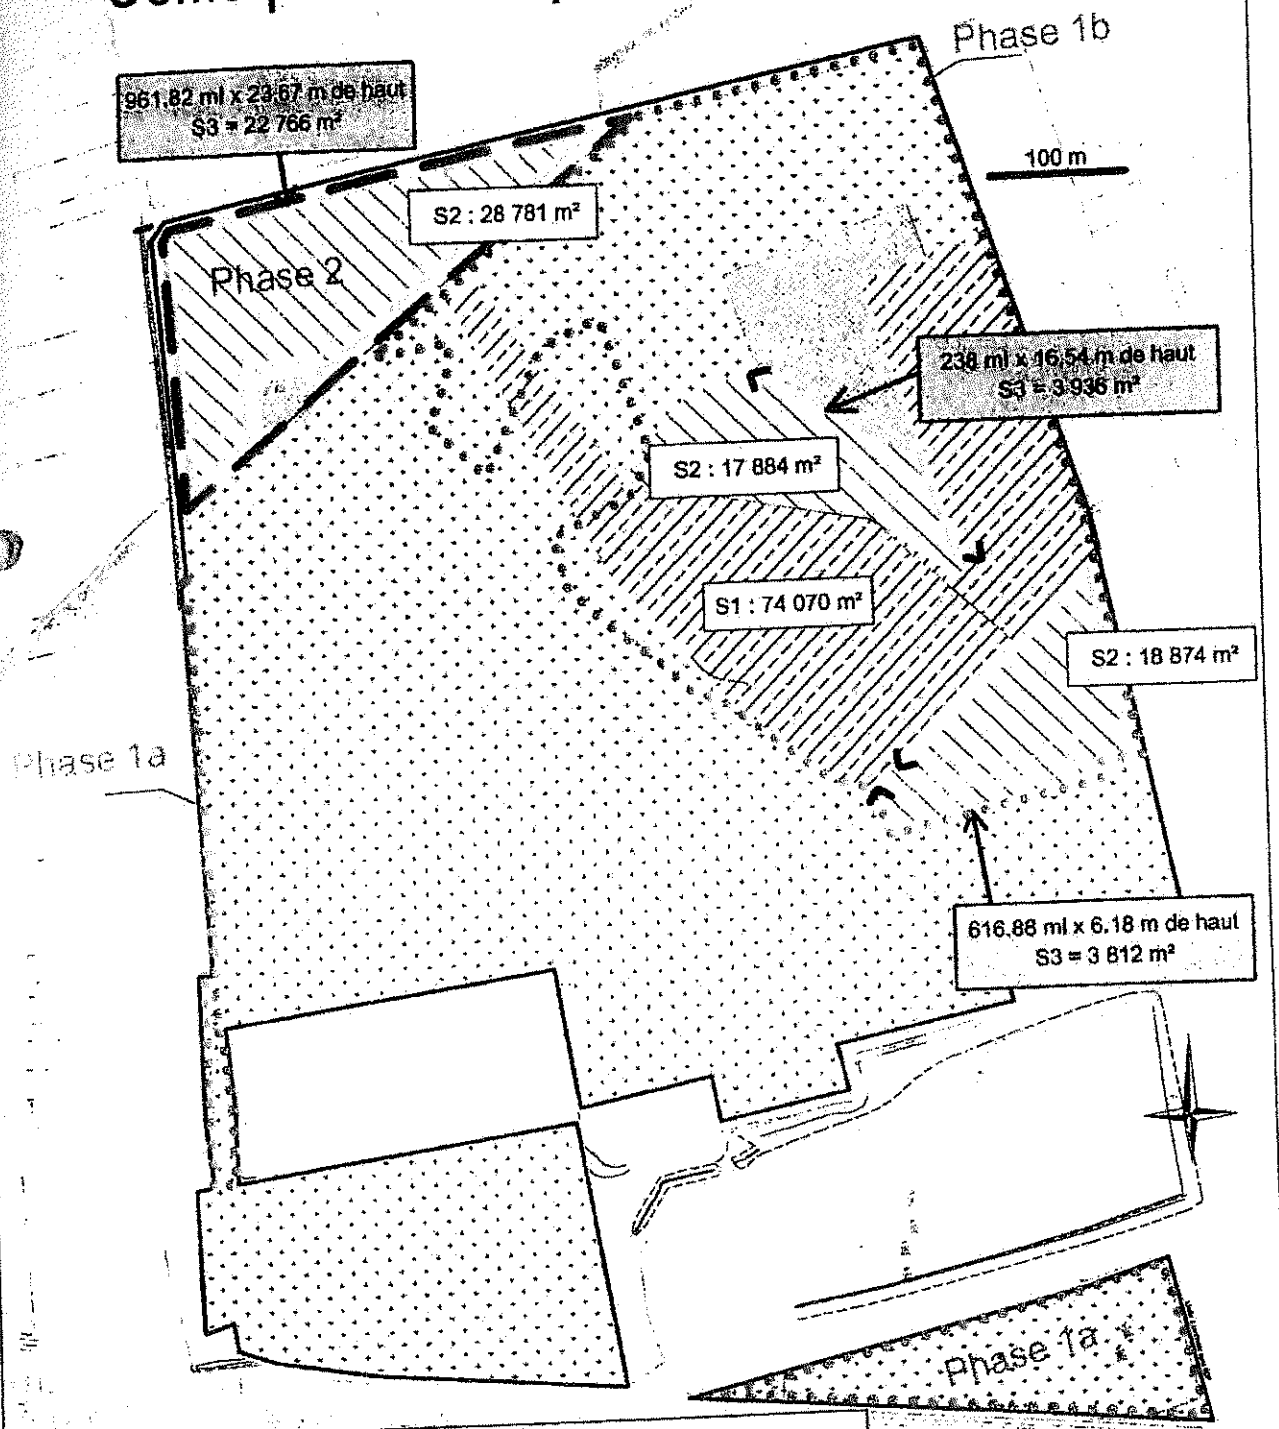 Phase 1b
961.82 ml x 23.67 m de haut
S3 = 22 766 m²
100 m
S2 : 28 781 m²
Phase 2
238 ml x 16,54 m de haut
S3 = 3 936 m²
S2 : 17 884 m²
S1 : 74 070 m²
S2 : 18 874 m²
Phase 1a
616.88 ml x 6.18 m de haut
S3 = 3 812 m²
Phase 1a